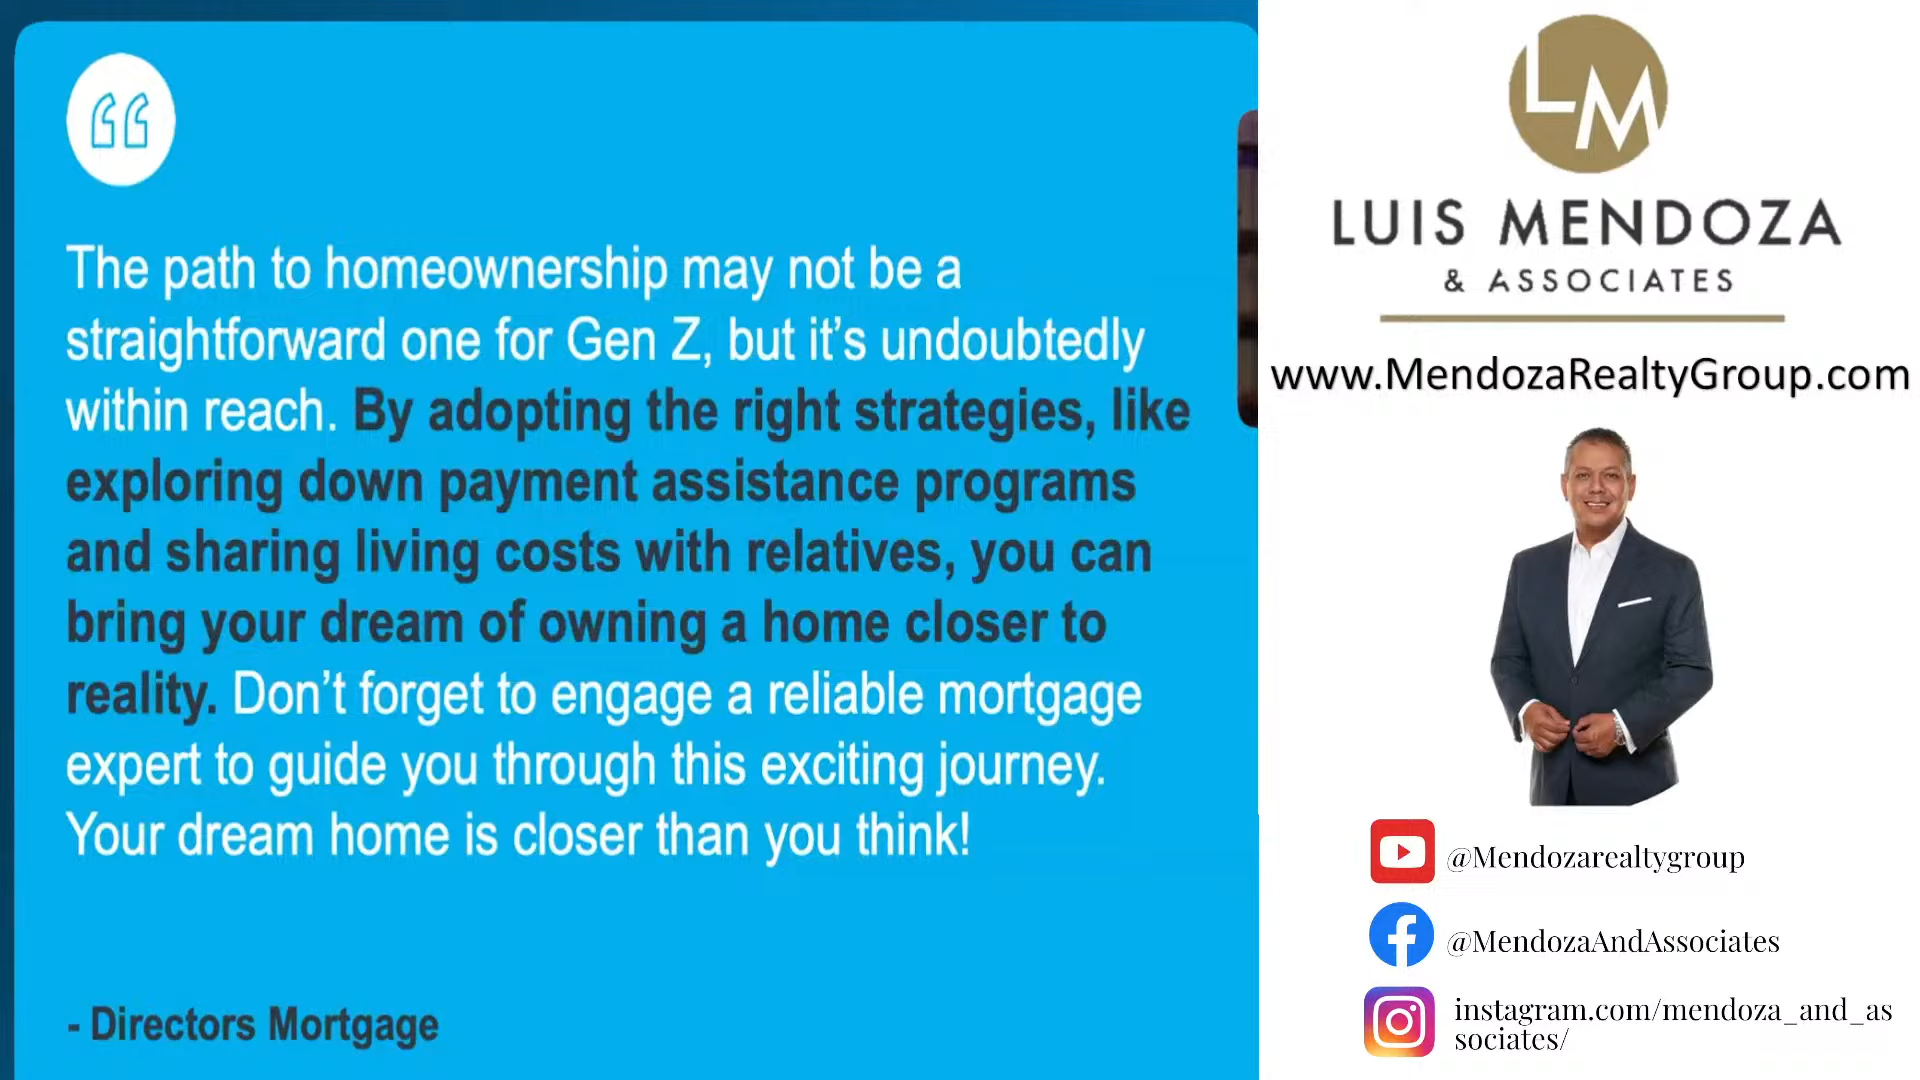 The path to homeownership may not be a
straightforward one for Gen Z, but it’s undoubtedly
within reach. By adopting the right strategies, like
exploring down payment assistance programs
and sharing living costs with relatives, you can
bring your dream of owning a home closer to
reality. Don’t forget to engage a reliable mortgage
expert to guide you through this exciting journey.
Your dream home is closer than you think!
- Directors Mortgage
LM
LUIS MENDOZA
& ASSOCIATES
www.MendozaRealtyGroup.com
@Mendozarealtygroup
@MendozaAndAssociates
instagram.com/mendoza_and_as
sociates/